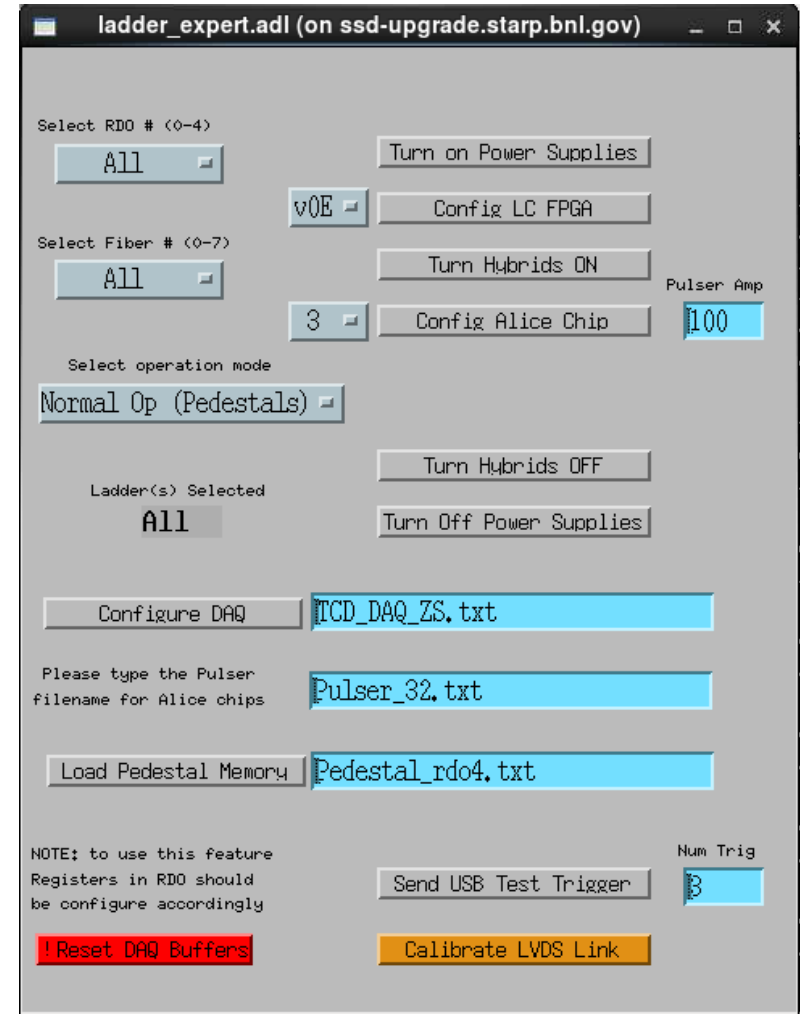 ladder_expert.adl (on ssd-upgrade.starp.bnl.gov)
Select RDO # (0-4)
All
Turn on Power Supplies
v0E
Config LC FPGA
Select Fiber # (0-7)
All
Turn Hybrids ON
Pulser Amp
3
Config Alice Chip
100
Select operation mode
Normal Op (Pedestals)
Turn Hybrids OFF
Ladder(s) Selected
All
Turn Off Power Supplies
Configure DAQ
TCD_DAQ_ZS.txt
Please type the Pulser
filename for Alice chips
Pulser_32.txt
Load Pedestal Memory
Pedestal_rdo4.txt
NOTE: to use this feature
Registers in RDO should
be configure accordingly
Num Trig
Send USB Test Trigger
3
!Reset DAQ Buffers
Calibrate LVDS Link